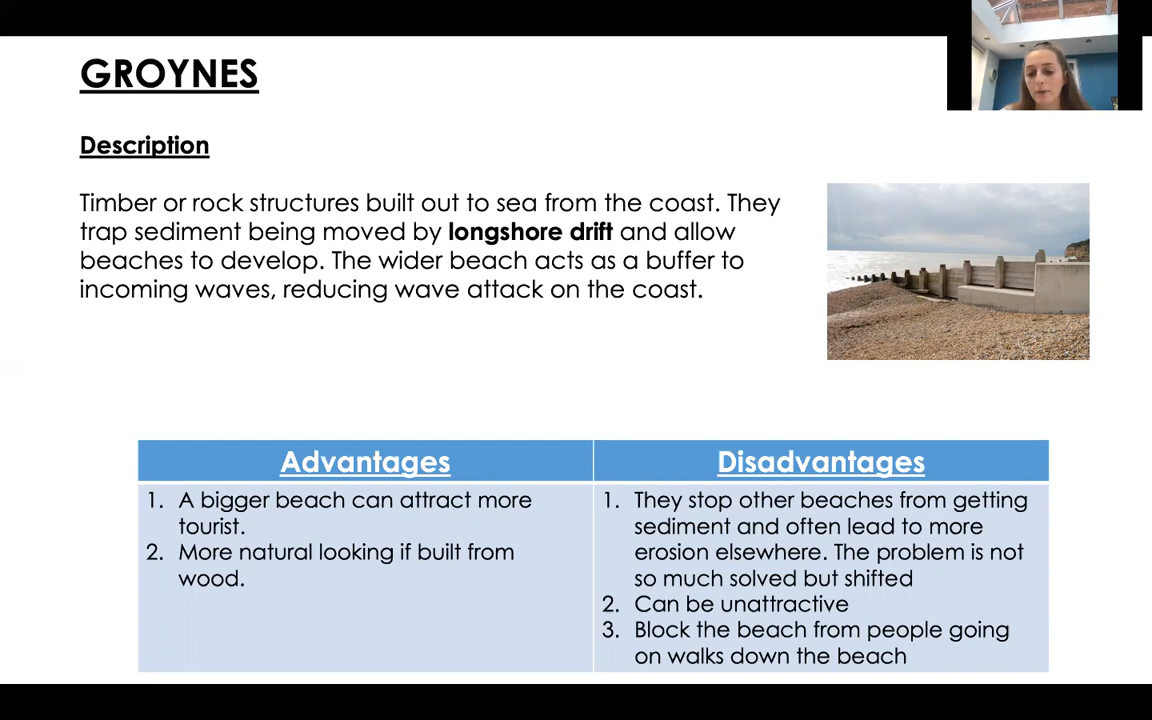 GROYNES
Description
Timber or rock structures built out to sea from the coast. They
trap sediment being moved by longshore drift and allow
beaches to develop. The wider beach acts as a buffer to
incoming waves, reducing wave attack on the coast.
Advantages
1. A bigger beach can attract more
tourist.
2. More natural looking if built from
wood.
Disadvantages
1. They stop other beaches from getting
sediment and often lead to more
erosion elsewhere. The problem is not
so much solved but shifted
2. Can be unattractive
3. Block the beach from people going
on walks down the beach